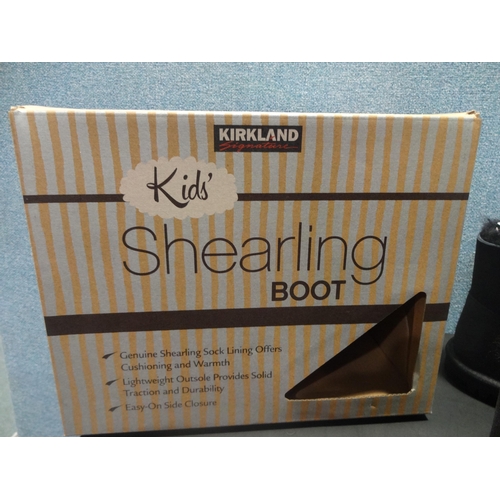 KIRKLAND
Signature
Kids'
Shearling
BOOT
Genuine Shearling Sock Lining Offers
Cushioning and Warmth
Lightweight Outsole Provides Solid
Traction and Durability
Easy-On Side Closure